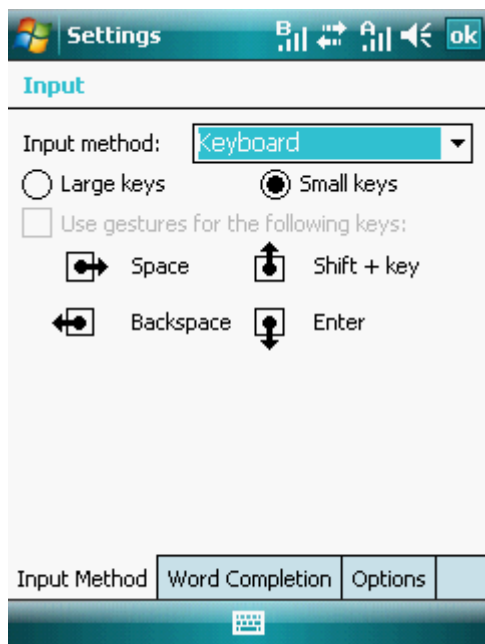 Settings B A ok
Input
Input method: Keyboard
Large keys Small keys
Use gestures for the following keys:
Space Shift + key
Backspace Enter
Input Method Word Completion Options